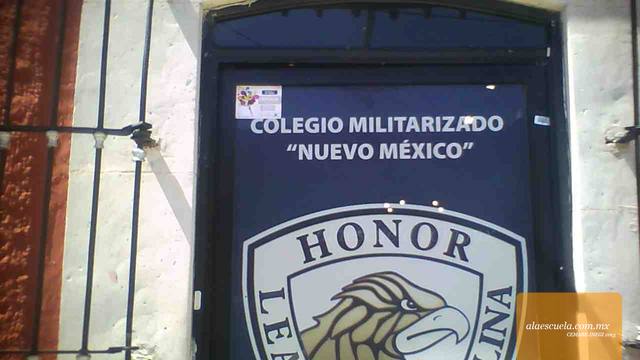 COLEGIO MILITARIZADO
"NUEVO MÉXICO"
HONOR
alaescuela.com.mx